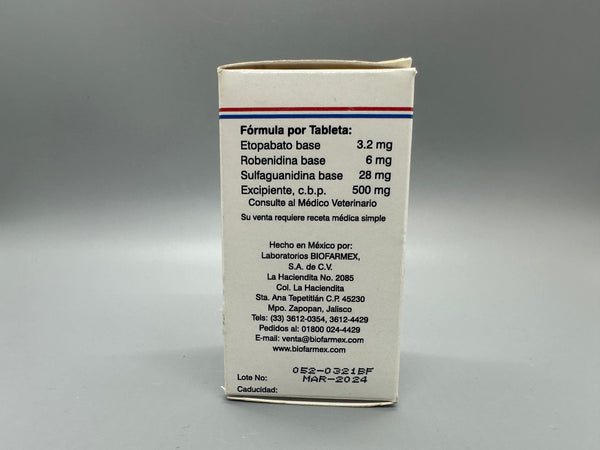 Fórmula por Tableta:
Etopabato base 3.2 mg
Robenidina base 6 mg
Sulfaguanidina base 28 mg
Excipiente, c.b.p. 500 mg
Consulte al Médico Veterinario
Su venta requiere receta médica simple
Hecho en México por:
Laboratorios BIOFARMEX,
S.A. de C.V.
La Haciendita No. 2085
Col. La Haciendita
Sta. Ana Tepetitlán C.P. 45230
Mpo. Zapopan, Jalisco
Tels: (33) 3612-0354, 3612-4429
Pedidos al: 01800 024-4429
E-mail: venta@biofarmex.com
www.biofarmex.com
Lote No: 052-0321BF
Caducidad: MAR-2024